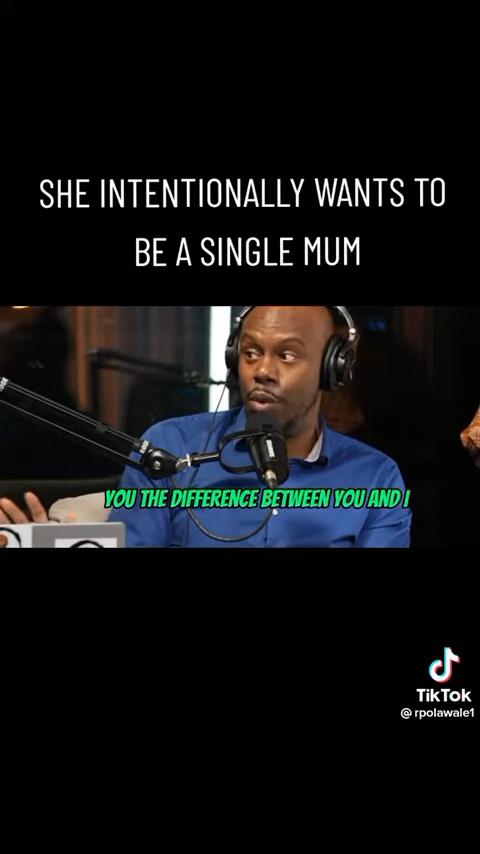 SHE INTENTIONALLY WANTS TO
BE A SINGLE MUM
YOU THE DIFFERENCE BETWEEN YOU AND I
TikTok
@rpolawale1